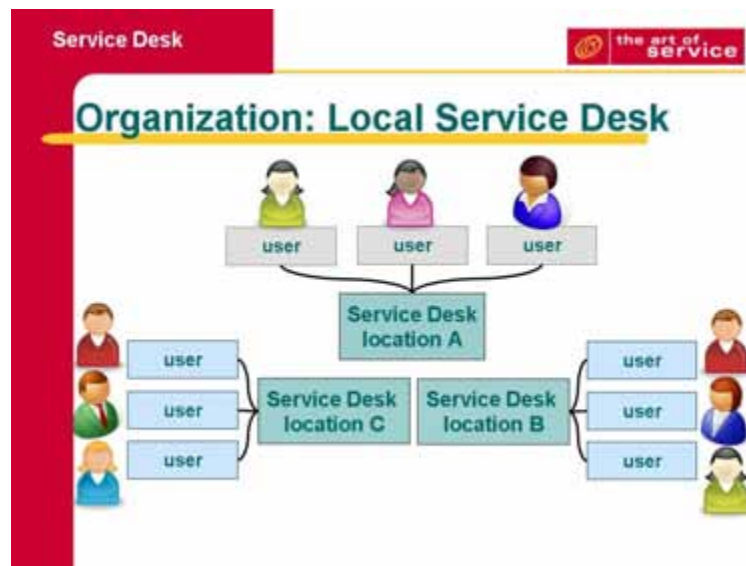 Service Desk
the art of
service
Organization: Local Service Desk
user
user
user
Service Desk
location A
user
user
user
Service Desk
location C
Service Desk
location B
user
user
user